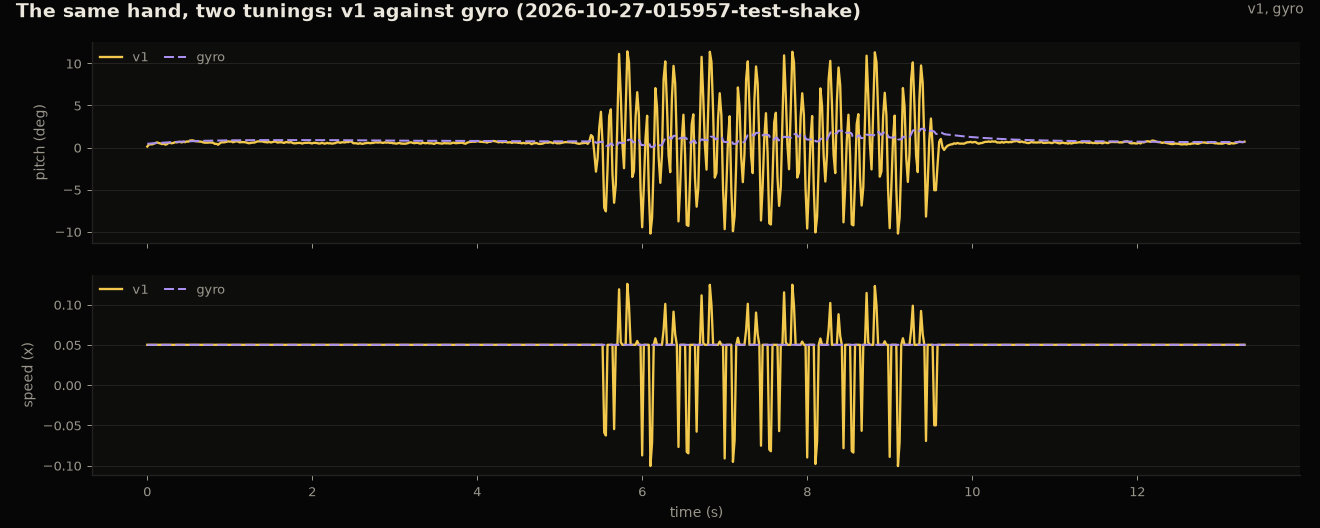 The same hand, two tunings: v1 against gyro (2026-10-27-015957-test-shake)
v1, gyro
v1 gyro
10
5
0
−5
−10
pitch (deg)
v1 gyro
0.10
0.05
0.00
−0.05
−0.10
speed (x)
0 2 4 6 8 10 12
time (s)